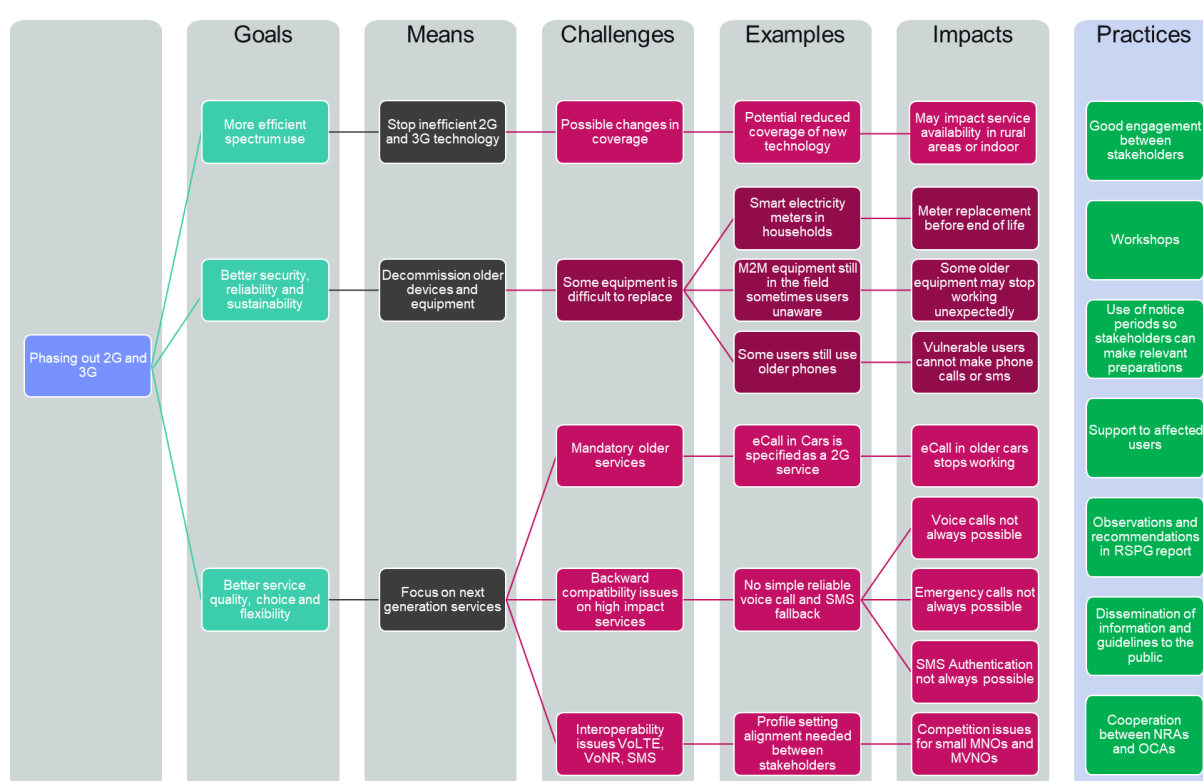 Goals
Means
Challenges
Examples
Impacts
Practices
Phasing out 2G and
3G
More efficient
spectrum use
Stop inefficient 2G
and 3G technology
Possible changes in
coverage
Potential reduced
coverage of new
technology
May impact service
availability in rural
areas or indoor
Better security,
reliability and
sustainability
Decommission older
devices and
equipment
Some equipment is
difficult to replace
Smart electricity
meters in
households
Meter replacement
before end of life
M2M equipment still
in the field
sometimes users
unaware
Some older
equipment may stop
working
unexpectedly
Some users still use
older phones
Vulnerable users
cannot make phone
calls or sms
Better service
quality, choice and
flexibility
Focus on next
generation services
Mandatory older
services
eCall in Cars is
specified as a 2G
service
eCall in older cars
stops working
Backward
compatibility issues
on high impact
services
No simple reliable
voice call and SMS
fallback
Voice calls not
always possible
Emergency calls not
always possible
SMS Authentication
not always possible
Interoperability
issues VoLTE,
VoNR, SMS
Profile setting
alignment needed
between
stakeholders
Competition issues
for small MNOs and
MVNOs
Good engagement
between
stakeholders
Workshops
Use of notice
periods so
stakeholders can
make relevant
preparations
Support to affected
users
Observations and
recommendations
in RSPG report
Dissemination of
information and
guidelines to the
public
Cooperation
between NRAs
and OCAs